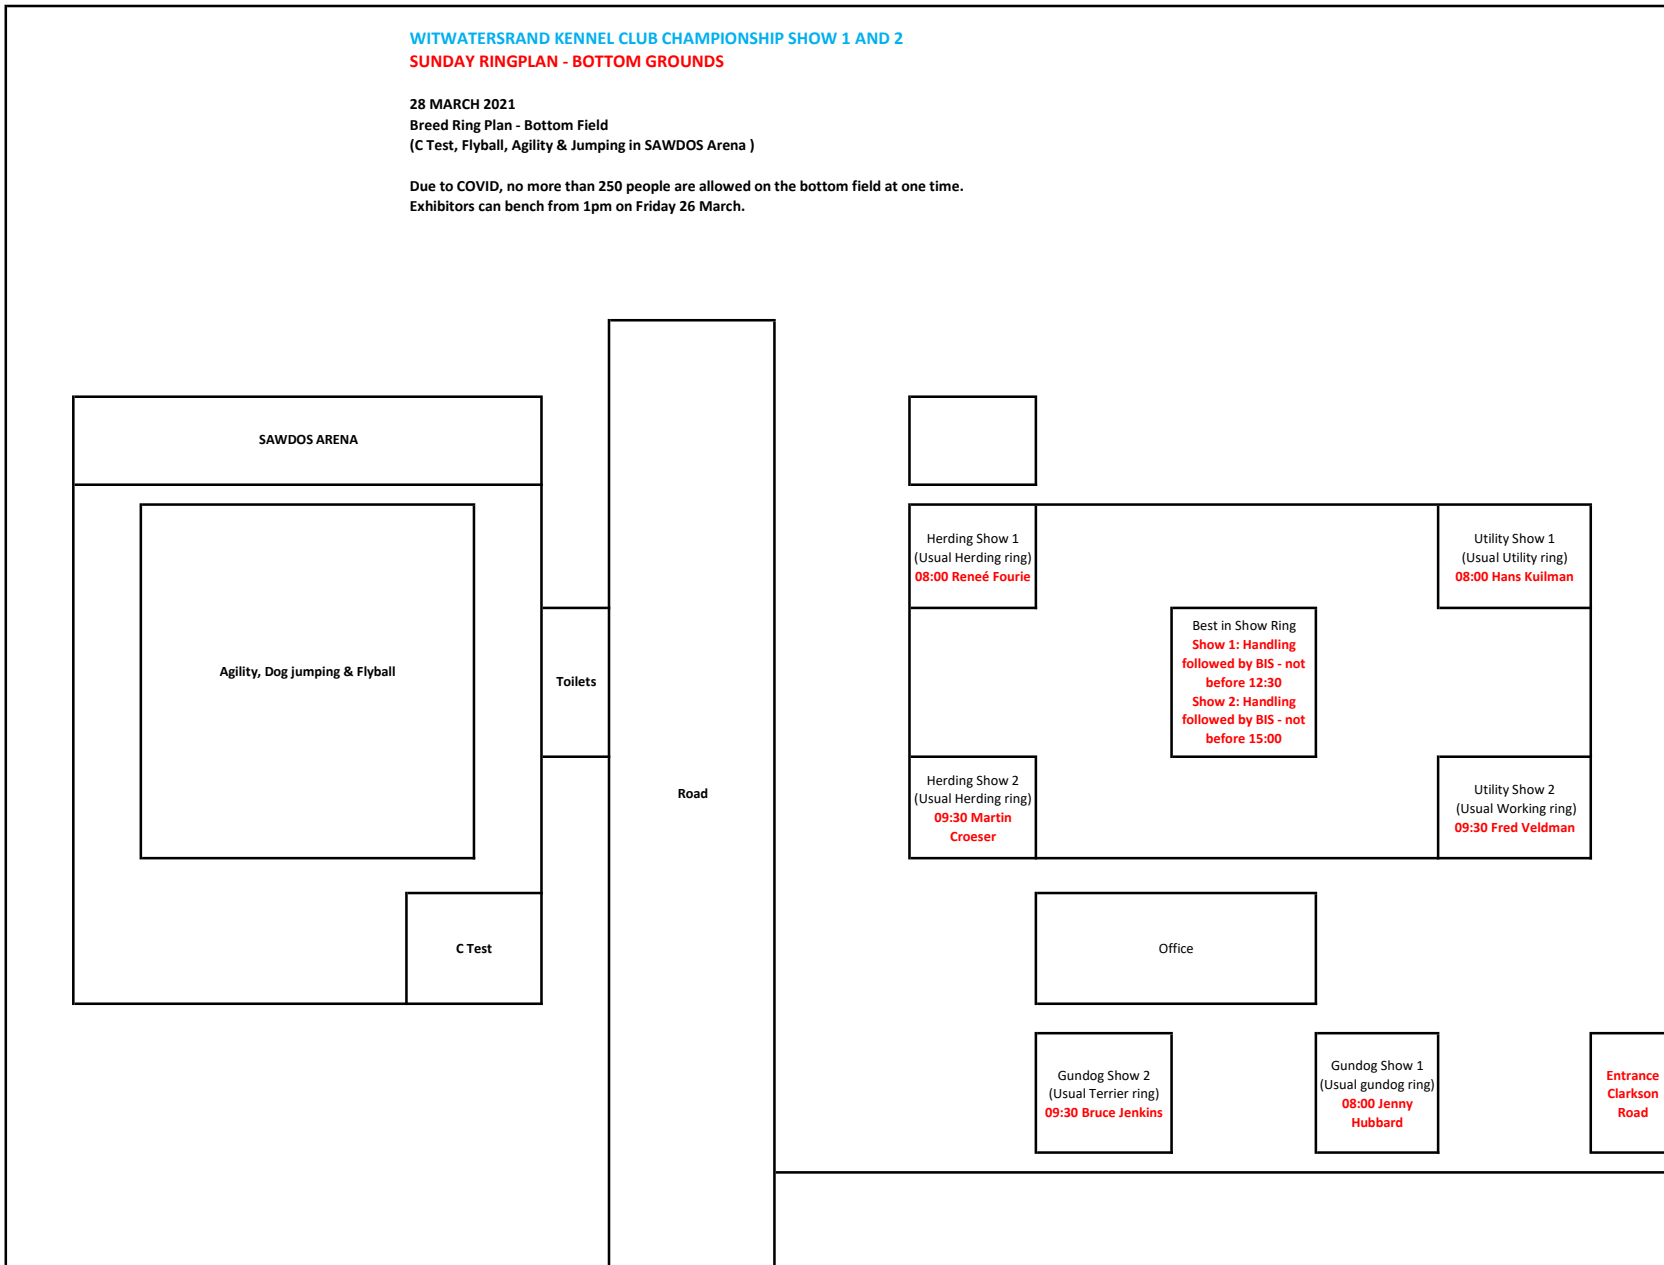 WITWATERSRAND KENNEL CLUB CHAMPIONSHIP SHOW 1 AND 2
SUNDAY RINGPLAN - BOTTOM GROUNDS
28 MARCH 2021
Breed Ring Plan - Bottom Field
(C Test, Flyball, Agility & Jumping in SAWDOS Arena )
Due to COVID, no more than 250 people are allowed on the bottom field at one time.
Exhibitors can bench from 1pm on Friday 26 March.
SAWDOS ARENA
Agility, Dog jumping & Flyball
Toilets
C Test
Road
Herding Show 1
(Usual Herding ring)
08:00 Reneé Fourie
Utility Show 1
(Usual Utility ring)
08:00 Hans Kuilman
Best in Show Ring
Show 1: Handling
followed by BIS - not
before 12:30
Show 2: Handling
followed by BIS - not
before 15:00
Herding Show 2
(Usual Herding ring)
09:30 Martin
Croeser
Utility Show 2
(Usual Working ring)
09:30 Fred Veldman
Office
Gundog Show 2
(Usual Terrier ring)
09:30 Bruce Jenkins
Gundog Show 1
(Usual gundog ring)
08:00 Jenny
Hubbard
Entrance
Clarkson
Road